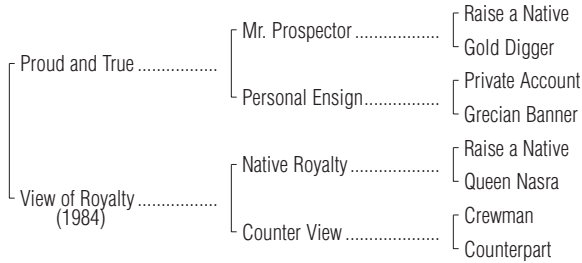 Raise a Native
Mr. Prospector ..................
Gold Digger
Proud and True .................
Private Account
Personal Ensign ................
Grecian Banner
Raise a Native
Native Royalty ...................
Queen Nasra
View of Royalty .................
(1984)
Crewman
Counter View ....................
Counterpart